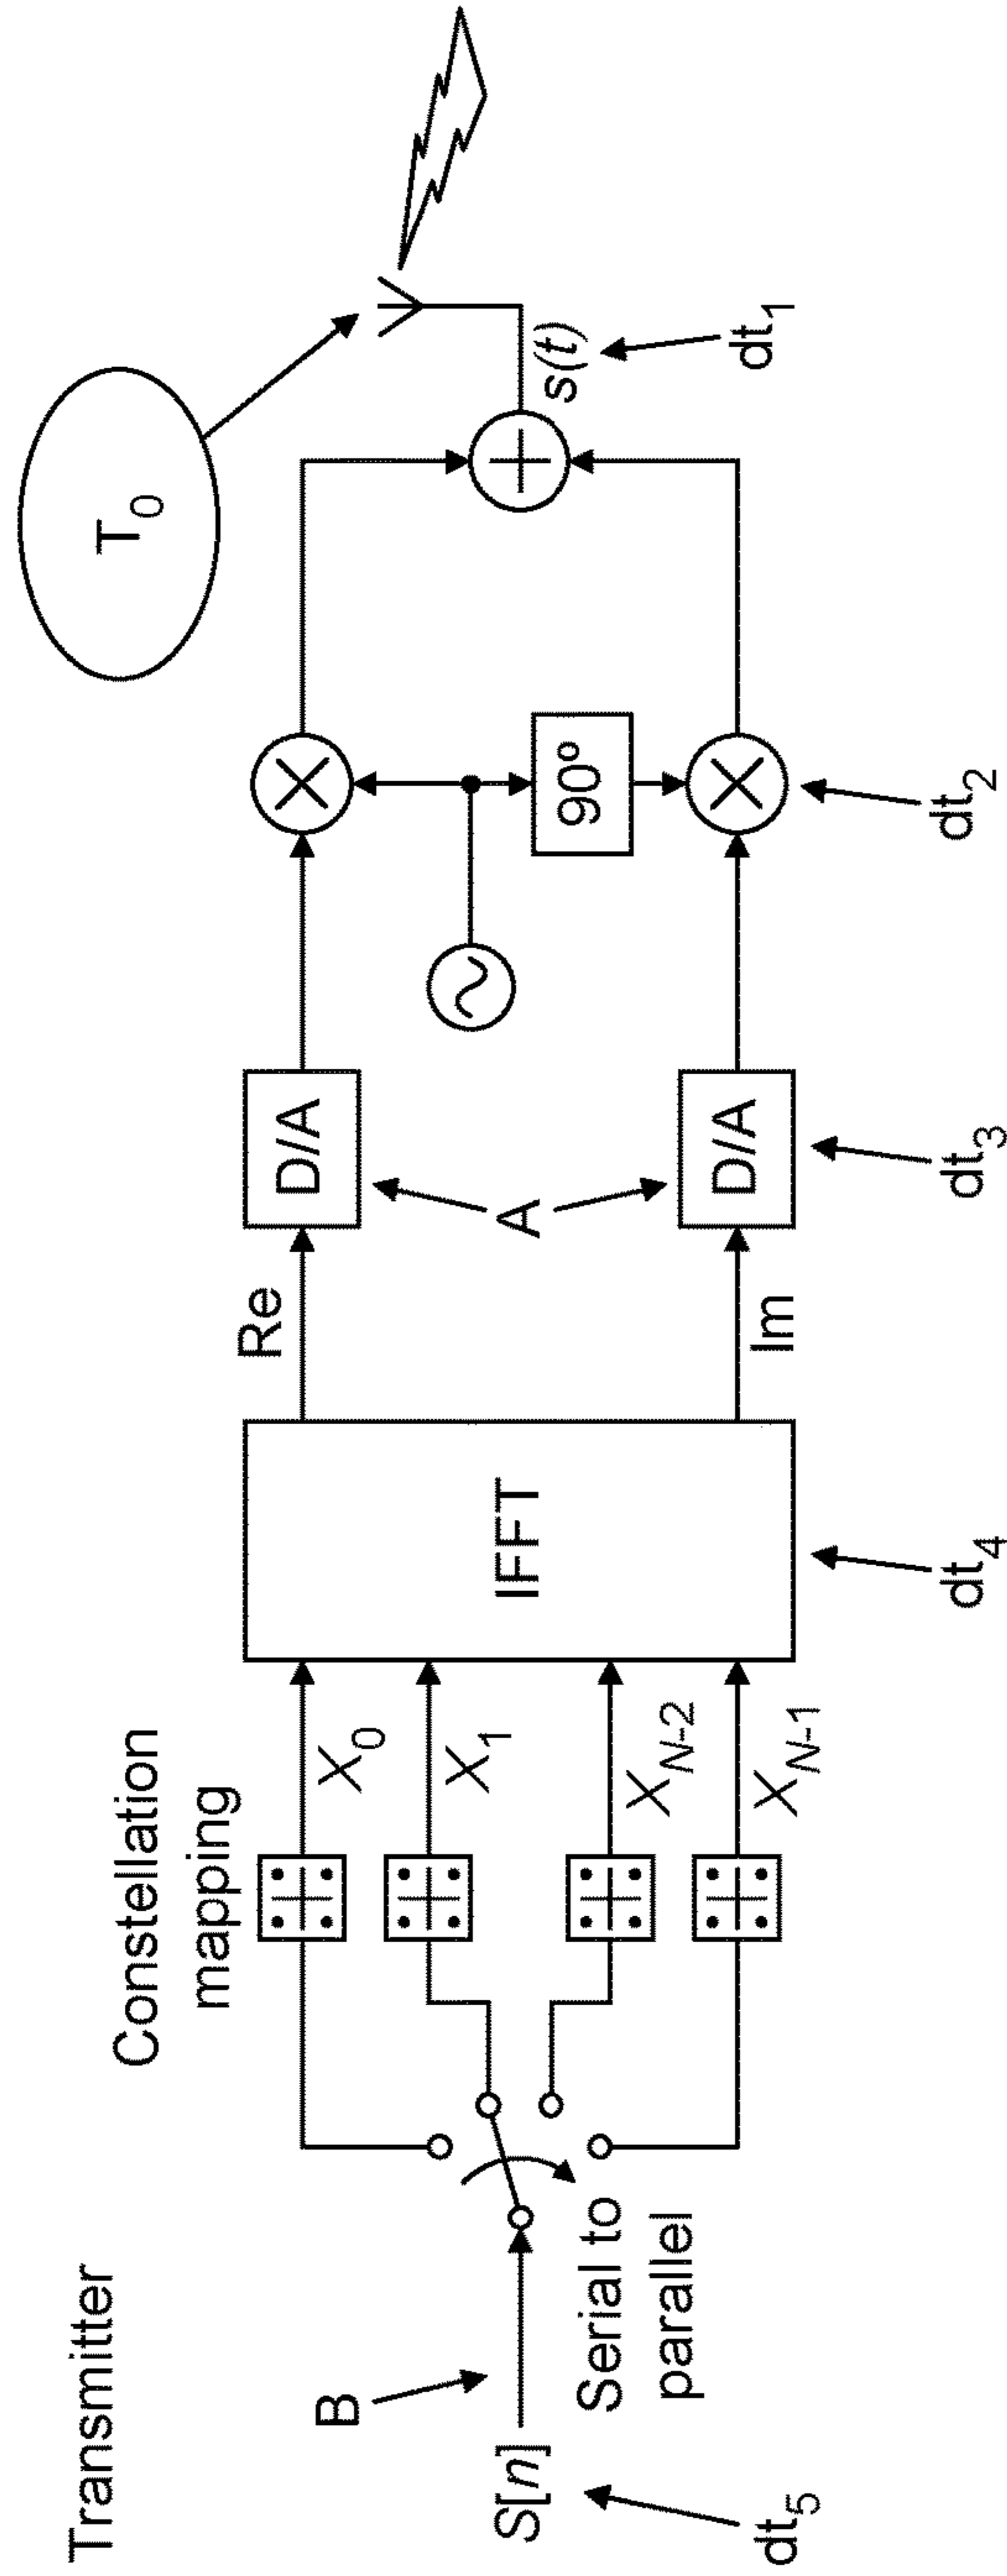 Transmitter
S[n]
B
dt5
Serial to
parallel
Constellation
mapping
X0
X1
XN-2
XN-1
IFFT
dt4
Re
Im
D/A
A
D/A
dt3
90º
dt2
T0
s(t)
dt1